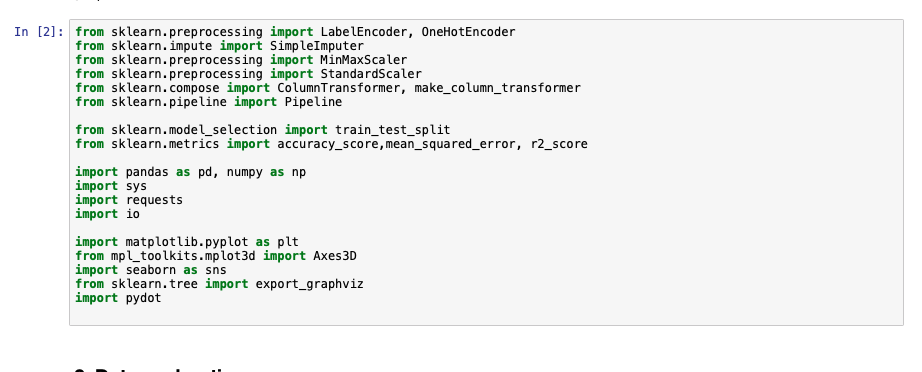 In [2]: from sklearn.preprocessing import LabelEncoder, OneHotEncoder
from sklearn.impute import SimpleImputer
from sklearn.preprocessing import MinMaxScaler
from sklearn.preprocessing import StandardScaler
from sklearn.compose import ColumnTransformer, make_column_transformer
from sklearn.pipeline import Pipeline

from sklearn.model_selection import train_test_split
from sklearn.metrics import accuracy_score,mean_squared_error, r2_score

import pandas as pd, numpy as np
import sys
import requests
import io

import matplotlib.pyplot as plt
from mpl_toolkits.mplot3d import Axes3D
import seaborn as sns
from sklearn.tree import export_graphviz
import pydot